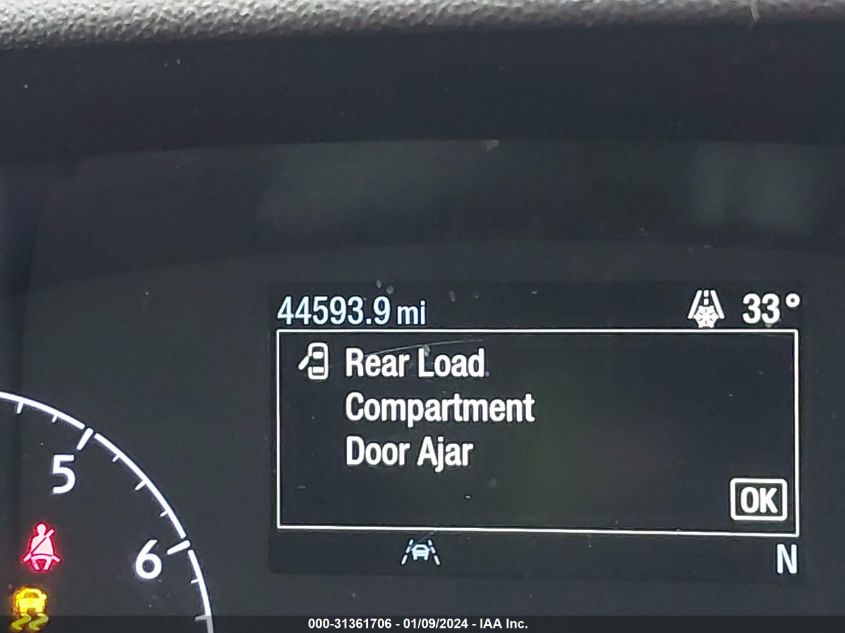 44593.9 mi 33°
Rear Load
Compartment
Door Ajar
OK
5
6
N
000-31361706 - 01/09/2024 - IAA Inc.